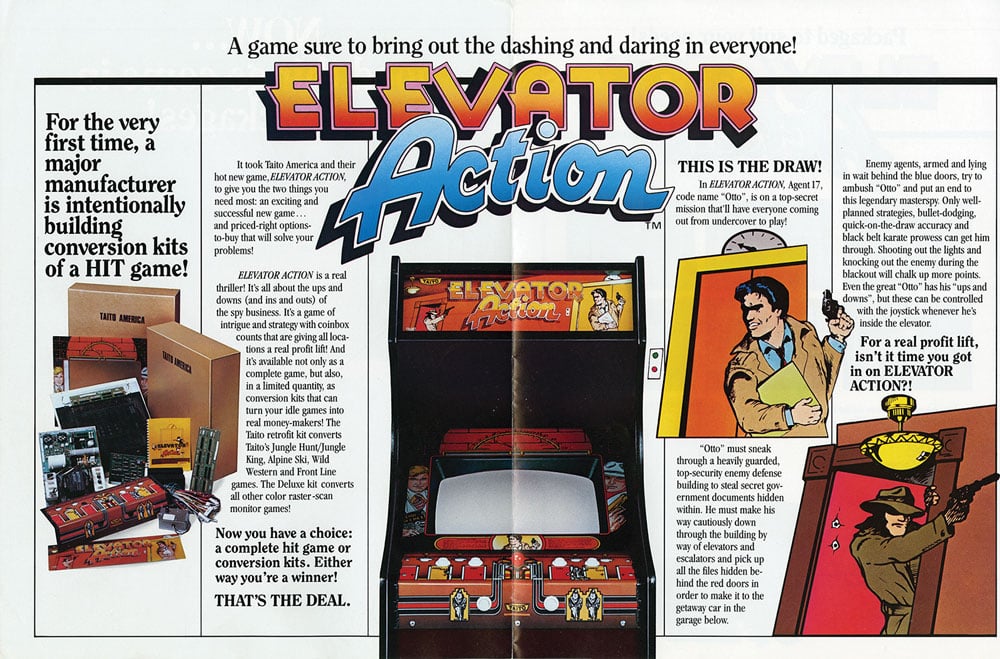 A game sure to bring out the dashing and daring in everyone!
ELEVATOR
Action
TM
For the very
first time, a
major
manufacturer
is intentionally
building
conversion kits
of a HIT game!
TAITO AMERICA
TAITO AMERICA
ELEVATOR
Action
ELEVATOR
Action
It took Taito America and their
hot new game, ELEVATOR ACTION,
to give you the two things you
need most: an exciting and
successful new game . . .
and priced-right options-
to-buy that will solve your
problems!
ELEVATOR ACTION is a real
thriller! It's all about the ups and
downs (and ins and outs) of
the spy business. It's a game of
intrigue and strategy with coinbox
counts that are giving all loca-
tions a real profit lift! And
it's available not only as a
complete game, but also,
in a limited quantity, as
conversion kits that can
turn your idle games into
real money-makers! The
Taito retrofit kit converts
Taito's Jungle Hunt/Jungle
King, Alpine Ski, Wild
Western and Front Line
games. The Deluxe kit converts
all other color raster-scan
monitor games!
Now you have a choice:
a complete hit game or
conversion kits. Either
way you're a winner!
THAT'S THE DEAL.
TAITO
ELEVATOR
Action
TAITO
THIS IS THE DRAW!
In ELEVATOR ACTION, Agent 17,
code name "Otto", is on a top-secret
mission that'll have everyone coming
out from undercover to play!
"Otto" must sneak
through a heavily guarded,
top-security enemy defense
building to steal secret gov-
ernment documents hidden
within. He must make his
way cautiously down
through the building by
way of elevators and
escalators and pick up
all the files hidden be-
hind the red doors in
order to make it to the
getaway car in the
garage below.
Enemy agents, armed and lying
in wait behind the blue doors, try to
ambush "Otto" and put an end to
this legendary masterspy. Only well-
planned strategies, bullet-dodging,
quick-on-the-draw accuracy and
black belt karate prowess can get him
through. Shooting out the lights and
knocking out the enemy during the
blackout will chalk up more points.
Even the great "Otto" has his "ups and
downs", but these can be controlled
with the joystick whenever he's
inside the elevator.
For a real profit lift,
isn't it time you got
in on ELEVATOR
ACTION?!